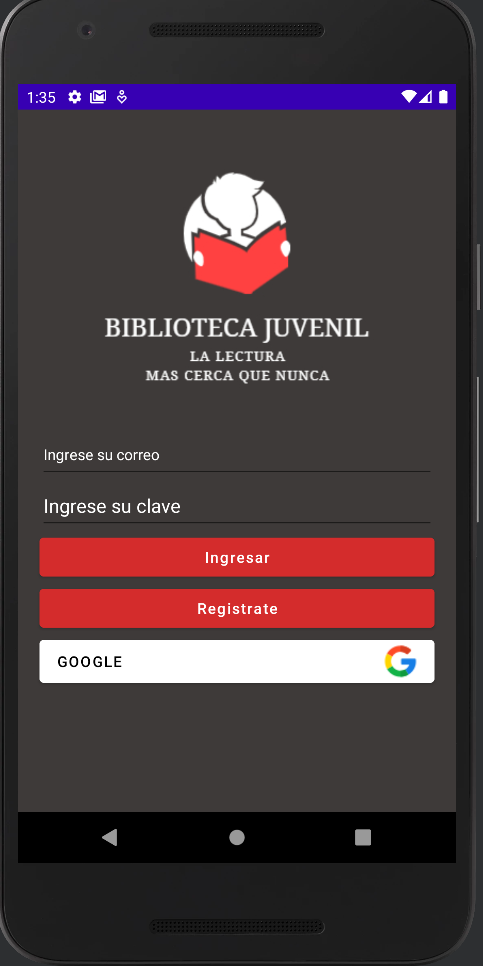 1:35
BIBLIOTECA JUVENIL
LA LECTURA
MAS CERCA QUE NUNCA
Ingrese su correo
Ingrese su clave
Ingresar
Registrate
GOOGLE